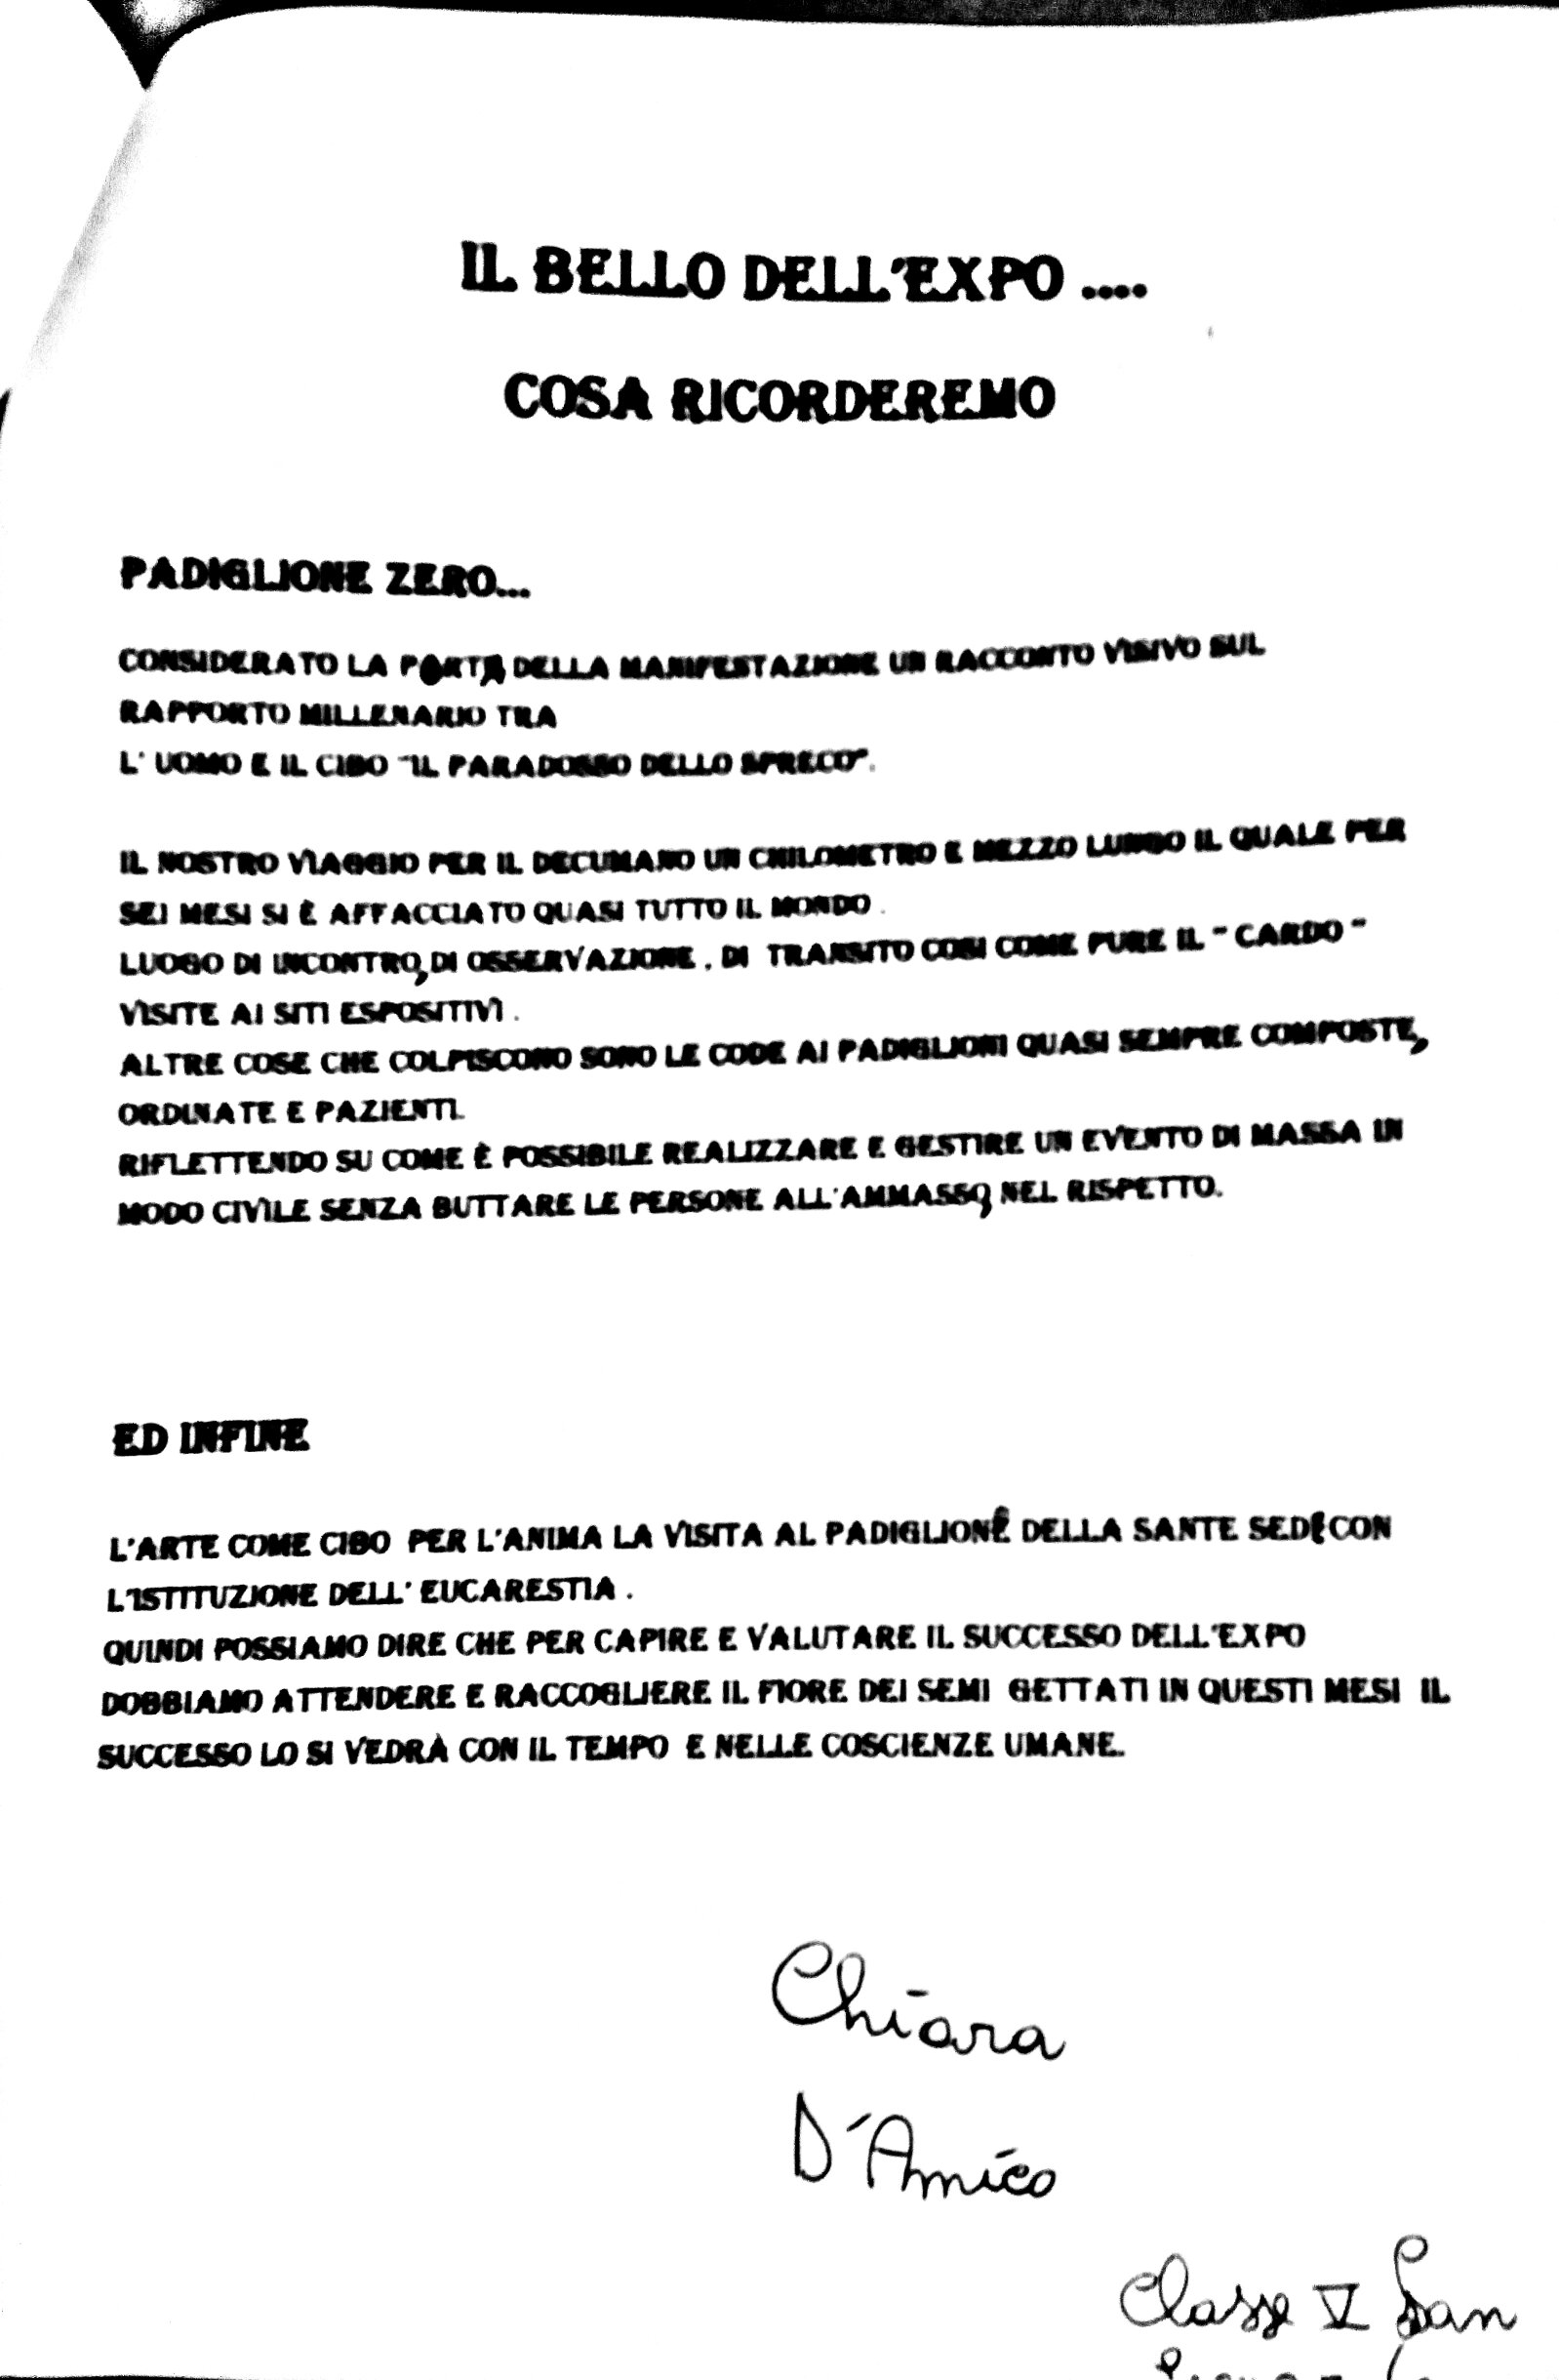 IL BELLO DELL'EXPO ....
COSA RICORDEREMO
PADIGLIONE ZERO...
CONSIDERATO LA PORTA DELLA MANIFESTAZIONE UN RACCONTO VISIVO SUL
RAPPORTO MILLENARIO TRA
L' UOMO E IL CIBO "IL PARADOSSO DELLO SPRECO".
IL NOSTRO VIAGGIO PER IL DECUMANO UN CHILOMETRO E MEZZO LUNGO IL QUALE PER
SEI MESI SI È AFFACCIATO QUASI TUTTO IL MONDO .
LUOGO DI INCONTRO, DI OSSERVAZIONE , DI TRANSITO COSI COME PURE IL " CARDO "
VISITE AI SITI ESPOSITIVI .
ALTRE COSE CHE COLPISCONO SONO LE CODE AI PADIGLIONI QUASI SEMPRE COMPOSTE,
ORDINATE E PAZIENTI.
RIFLETTENDO SU COME È POSSIBILE REALIZZARE E GESTIRE UN EVENTO DI MASSA IN
MODO CIVILE SENZA BUTTARE LE PERSONE ALL'AMMASSO, NEL RISPETTO.
ED INFINE
L'ARTE COME CIBO PER L'ANIMA LA VISITA AL PADIGLIONE DELLA SANTE SEDE CON
L'ISTITUZIONE DELL' EUCARESTIA .
QUINDI POSSIAMO DIRE CHE PER CAPIRE E VALUTARE IL SUCCESSO DELL'EXPO
DOBBIAMO ATTENDERE E RACCOGLIERE IL FIORE DEI SEMI GETTATI IN QUESTI MESI IL
SUCCESSO LO SI VEDRÀ CON IL TEMPO E NELLE COSCIENZE UMANE.
Chiara
D'Amico
Classe V San